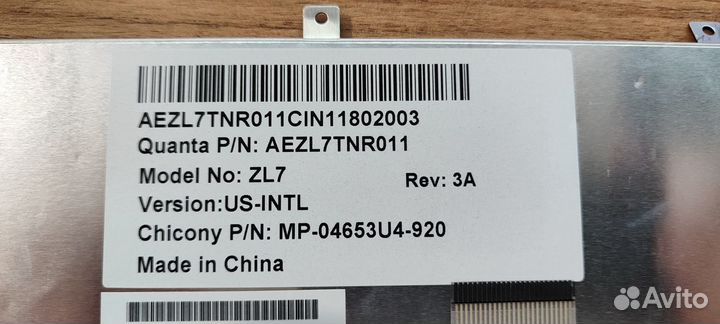 AEZL7TNR011CIN11802003
Quanta P/N: AEZL7TNR011
Model No: ZL7
Rev: 3A
Version:US-INTL
Chicony P/N: MP-04653U4-920
Made in China
Avito